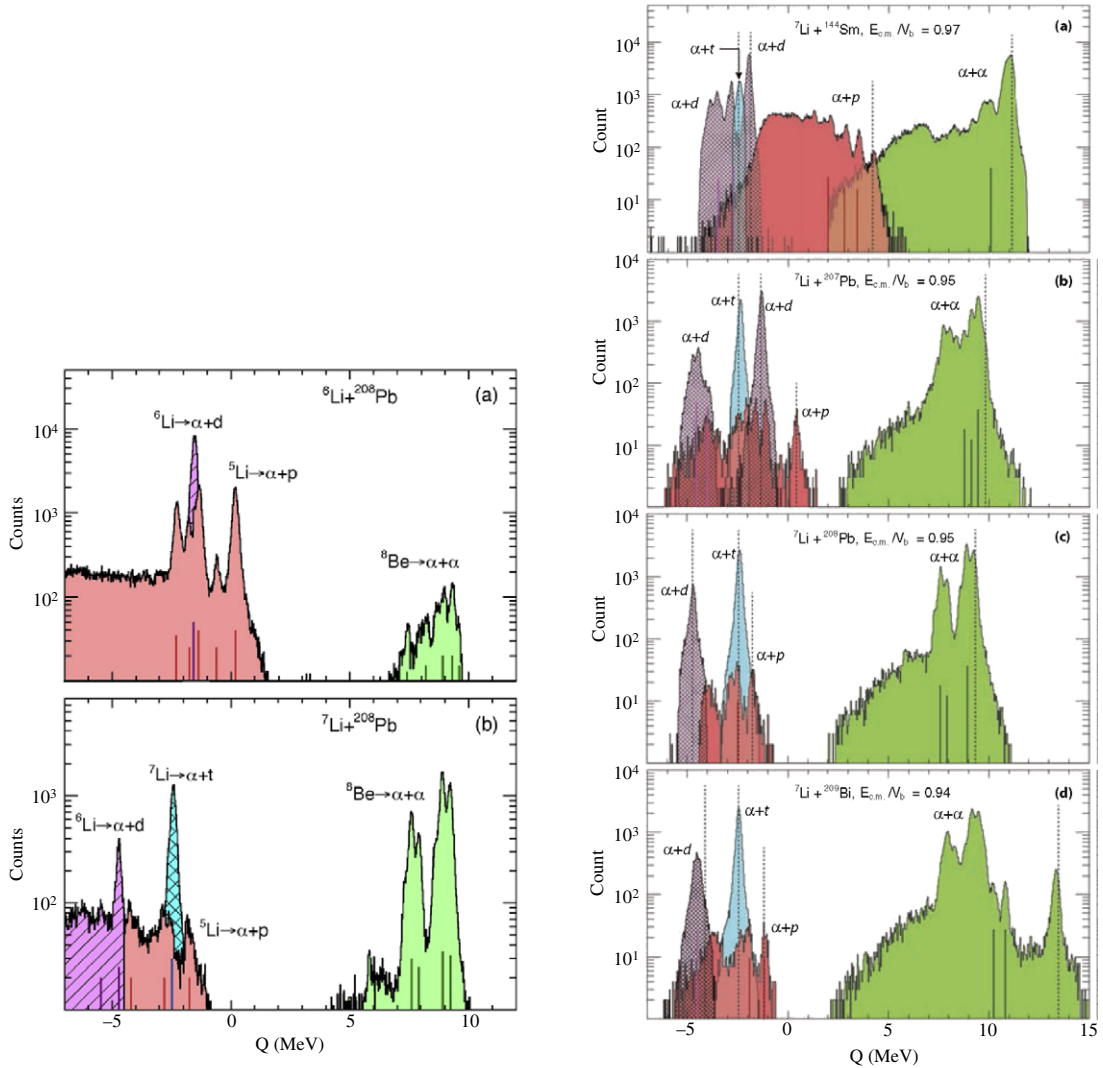 (a)
⁶Li+²⁰⁸Pb
⁶Li→α+d
⁵Li→α+p
⁸Be→α+α
10⁴
10³
10²
Counts
(b)
⁷Li+²⁰⁸Pb
⁷Li→α+t
⁸Be→α+α
⁶Li→α+d
⁵Li→α+p
10³
10²
Counts
−5 0 5 10
Q (MeV)
⁷Li + ¹⁴⁴Sm, E_c.m./V_b = 0.97 (a)
α+t
α+d
α+d
α+p
α+α
10⁴
10³
10²
10¹
Count
10⁴
⁷Li + ²⁰⁷Pb, E_c.m./V_b = 0.95 (b)
α+t
α+d
α+α
α+d
α+p
10³
10²
10¹
Count
10⁴
⁷Li + ²⁰⁸Pb, E_c.m./V_b = 0.95 (c)
α+t
α+α
α+d
α+p
10³
10²
10¹
Count
10⁴
⁷Li + ²⁰⁹Bi, E_c.m./V_b = 0.94 (d)
α+t
α+α
α+d
α+p
10³
10²
10¹
Count
−5 0 5 10 15
Q (MeV)